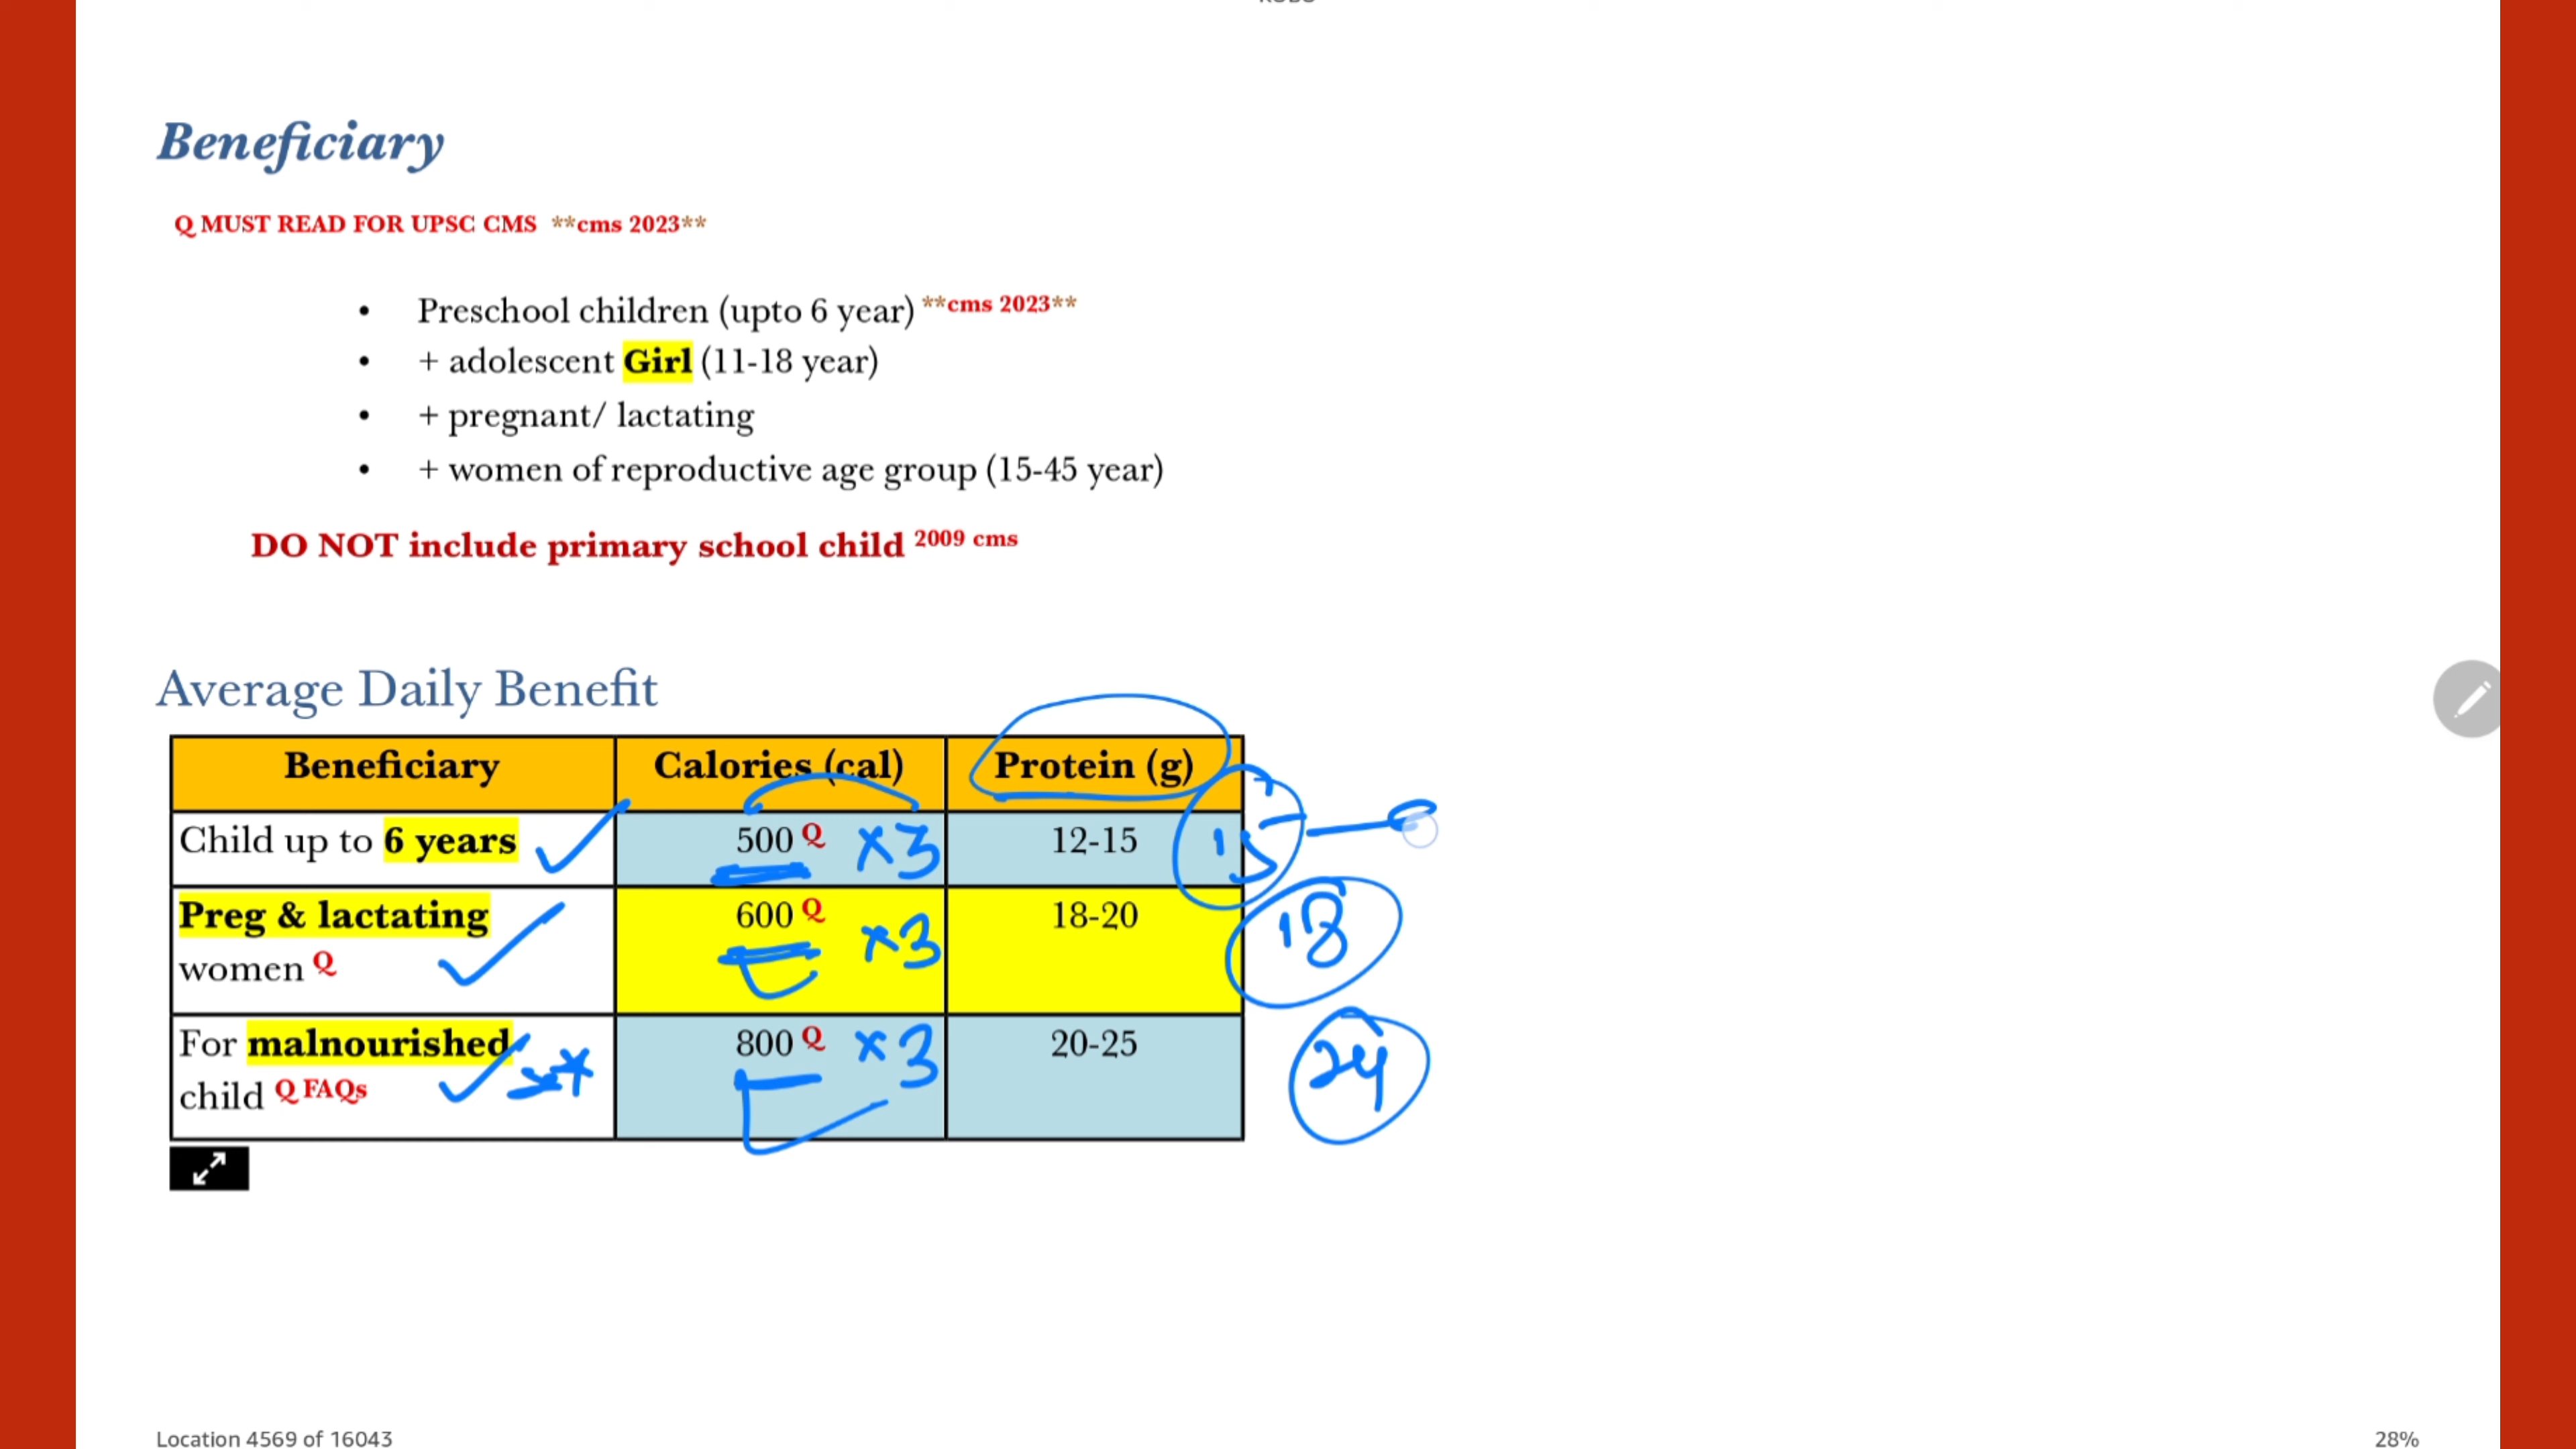 Beneficiary
Q MUST READ FOR UPSC CMS **cms 2023**
• Preschool children (upto 6 year) **cms 2023**
• + adolescent Girl (11-18 year)
• + pregnant/ lactating
• + women of reproductive age group (15-45 year)
DO NOT include primary school child 2009 cms
Average Daily Benefit
Beneficiary Calories (cal) Protein (g)
Child up to 6 years 500 Q ×3 12-15 15
Preg & lactating women Q 600 Q ×3 18-20 18
For malnourished child Q FAQs 800 Q ×3 20-25 24
Location 4569 of 16043
28%